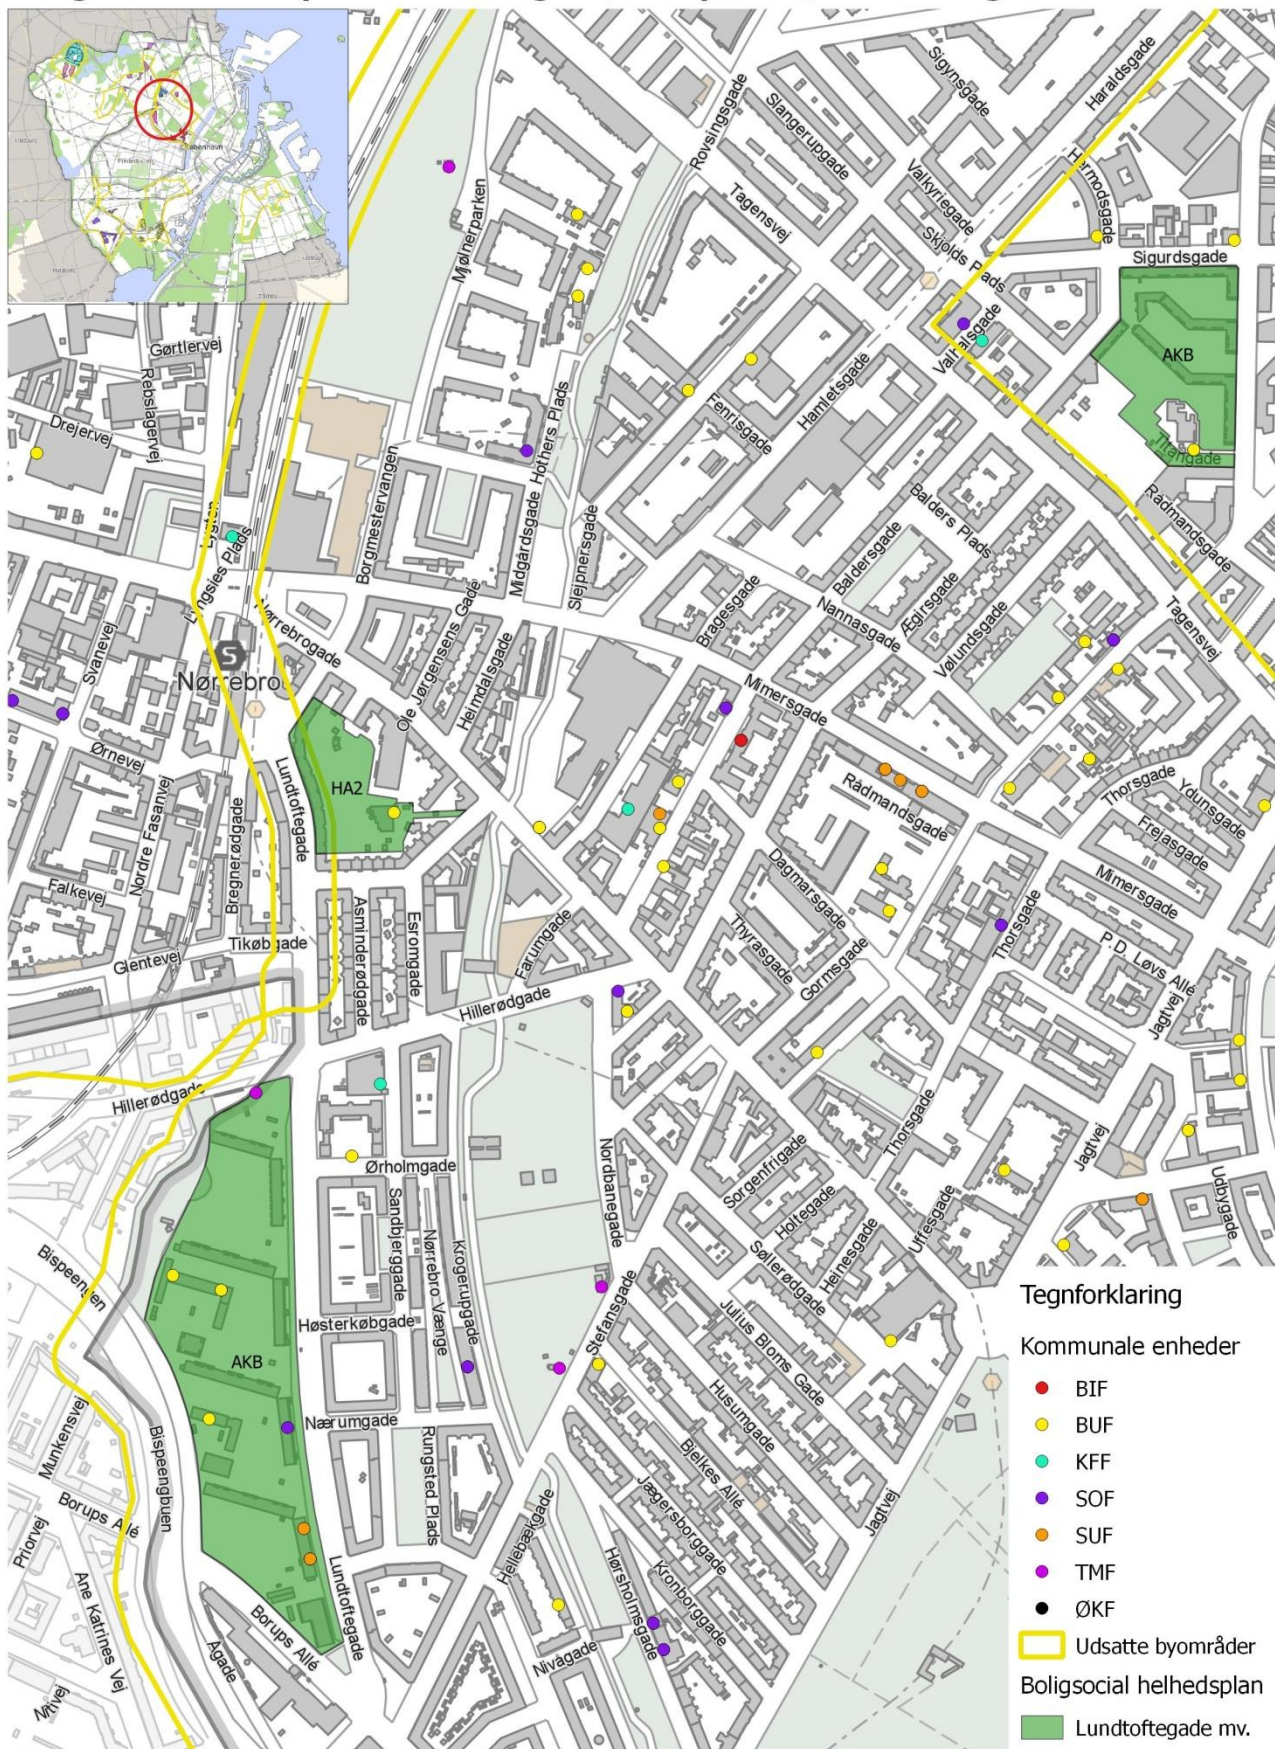 Sigynsgade
Haraldsgade
Slangerupgade
Rovsingsgade
Hermodsgade
Valkyriegade
Tagensvej
Mjølnerparken
Skjolds Plads
Sigurdsgade
København
Frederiksberg
Gørtlervej
Rebslagervej
Valhalsgade
AKB
Hamletsgade
Fenrisgade
Drejervej
Hothers Plads
Titangade
Borgmestervangen
Midgårdsgade
Balders Plads
Rådmandsgade
Lygten
Lyngsies Plads
Slejpnersgade
Baldersgade
Bragesgade
Nannasgade
Ægirsgade
Tagensvej
Nørrebrogade
Ole Jørgensens Gade
Heimdalsgade
Vølundsgade
Svanevej
S
Nørrebro
Mimersgade
Ørnevej
Lundtoftegade
HA2
Nordre Fasanvej
Bregnerødgade
Rådmandsgade
Thorsgade
Ydunsgade
Frejasgade
Mimersgade
Falkevej
Dagmarsgade
Asminderødgade
Esromgade
Thyrasgade
Thorsgade
Tikøbgade
Farumgade
Gormsgade
P.D. Løvs Allé
Glentevej
Hillerødgade
Jagtvej
Hillerødgade
Thorsgade
Jagtvej
Ørholmgade
Nordbanegade
Sorgenfrigade
Udbygade
Sandbjerggade
Nørrebro Vænge
Krogerupgade
Holtegade
Uffesgade
Heinesgade
Søllerødgade
Bispeengen
Stefansgade
Høsterkøbgade
Julius Bloms Gade
AKB
Husumgade
Munkensvej
Nærumgade
Rungsted Plads
Bjelkes Allé
Bispeengbuen
Jægersborggade
Borups Allé
Hellebækgade
Jagtvej
Priorvej
Hørsholmsgade
Kronborggade
Ane Katrines Vej
Lundtoftegade
Borups Allé
Agade
Nivågade
Tegnforklaring
Kommunale enheder
BIF
BUF
KFF
SOF
SUF
TMF
ØKF
Udsatte byområder
Boligsocial helhedsplan
Lundtoftegade mv.